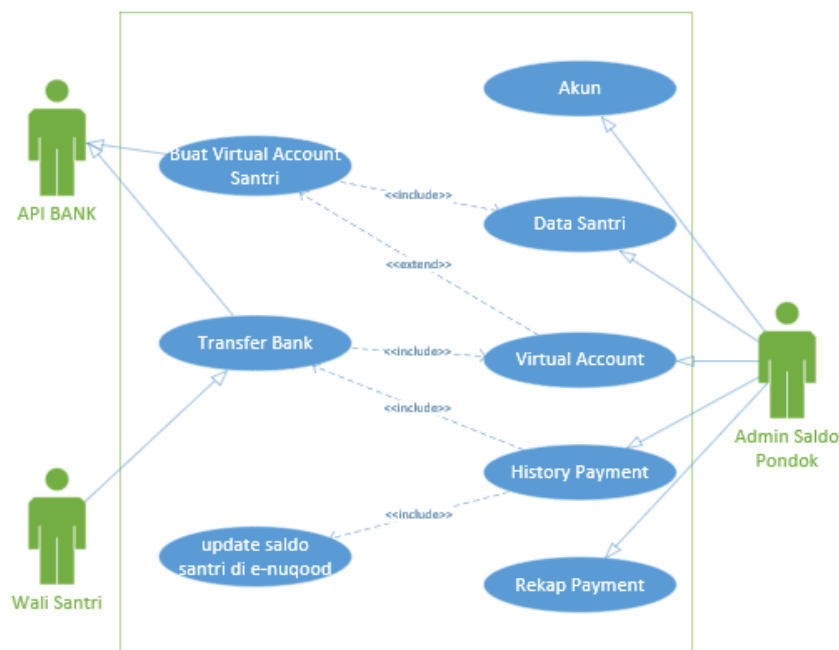 Akun
Buat Virtual Account
Santri
API BANK
<<include>>
Data Santri
<<extend>>
Transfer Bank
<<include>>
Virtual Account
<<include>>
Admin Saldo
Pondok
History Payment
<<include>>
update saldo
santri di e-nuqood
Rekap Payment
Wali Santri